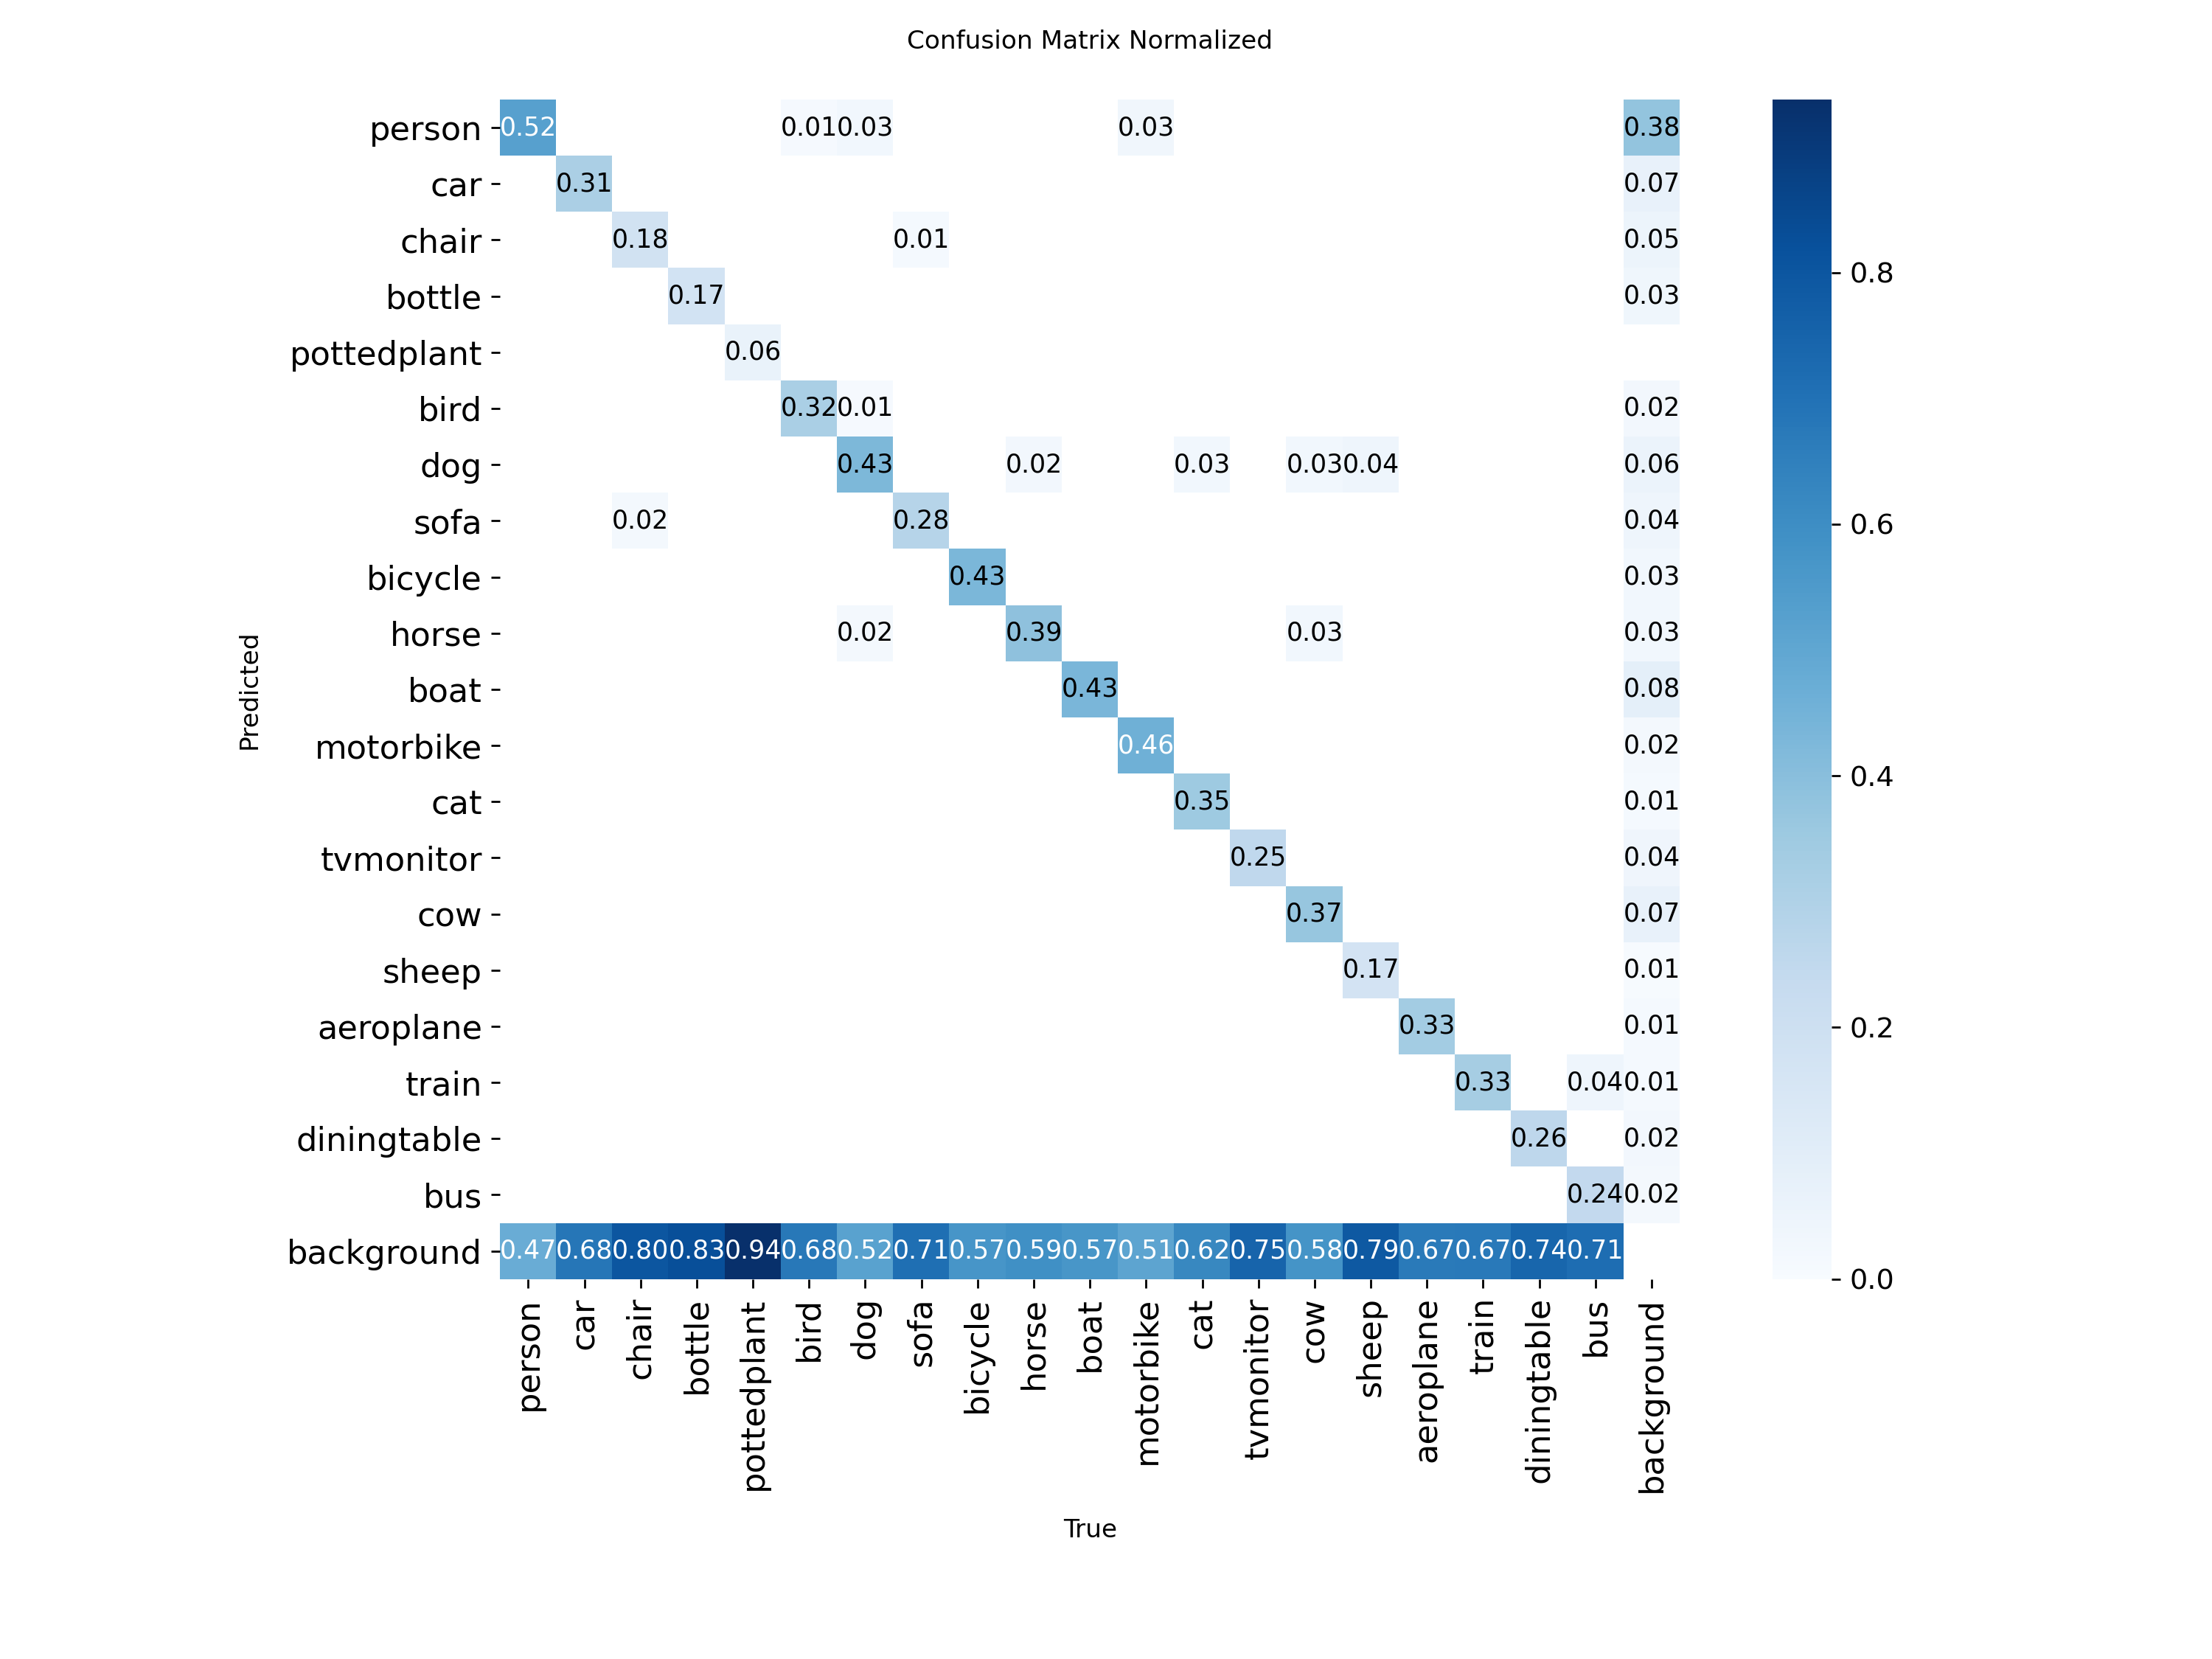 Confusion Matrix Normalized
person 0.52 0.01 0.03 0.03 0.38
car 0.31 0.07
chair 0.18 0.01 0.05
bottle 0.17 0.03
pottedplant 0.06
bird 0.32 0.01 0.02
dog 0.43 0.02 0.03 0.03 0.04 0.06
sofa 0.02 0.28 0.04
bicycle 0.43 0.03
horse 0.02 0.39 0.03 0.03
boat 0.43 0.08
motorbike 0.46 0.02
cat 0.35 0.01
tvmonitor 0.25 0.04
cow 0.37 0.07
sheep 0.17 0.01
aeroplane 0.33 0.01
train 0.33 0.04 0.01
diningtable 0.26 0.02
bus 0.24 0.02
background 0.47 0.68 0.80 0.83 0.94 0.68 0.52 0.71 0.57 0.59 0.57 0.51 0.62 0.75 0.58 0.79 0.67 0.67 0.74 0.71
person car chair bottle pottedplant bird dog sofa bicycle horse boat motorbike cat tvmonitor cow sheep aeroplane train diningtable bus background
Predicted
True
0.8
0.6
0.4
0.2
0.0